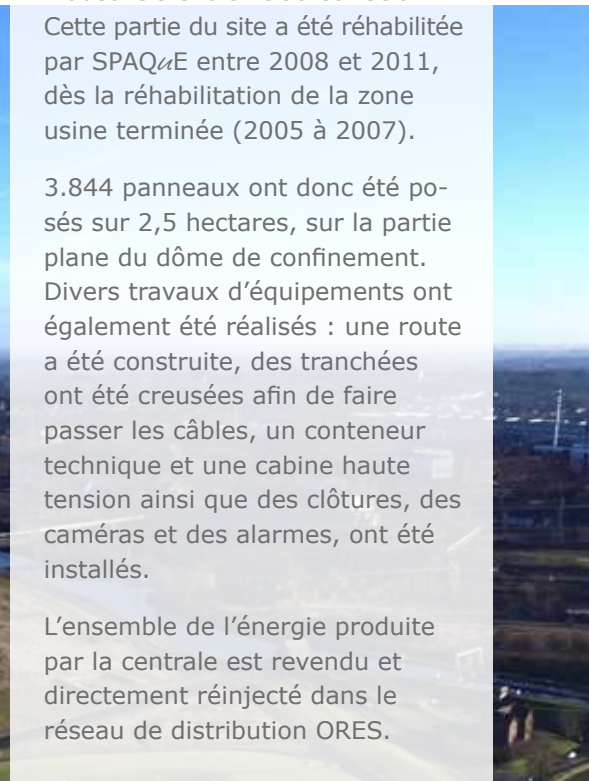 Cette partie du site a été réhabilitée
par SPAQuE entre 2008 et 2011,
dès la réhabilitation de la zone
usine terminée (2005 à 2007).
3.844 panneaux ont donc été po-
sés sur 2,5 hectares, sur la partie
plane du dôme de confinement.
Divers travaux d’équipements ont
également été réalisés : une route
a été construite, des tranchées
ont été creusées afin de faire
passer les câbles, un conteneur
technique et une cabine haute
tension ainsi que des clôtures, des
caméras et des alarmes, ont été
installés.
L’ensemble de l’énergie produite
par la centrale est revendu et
directement réinjecté dans le
réseau de distribution ORES.